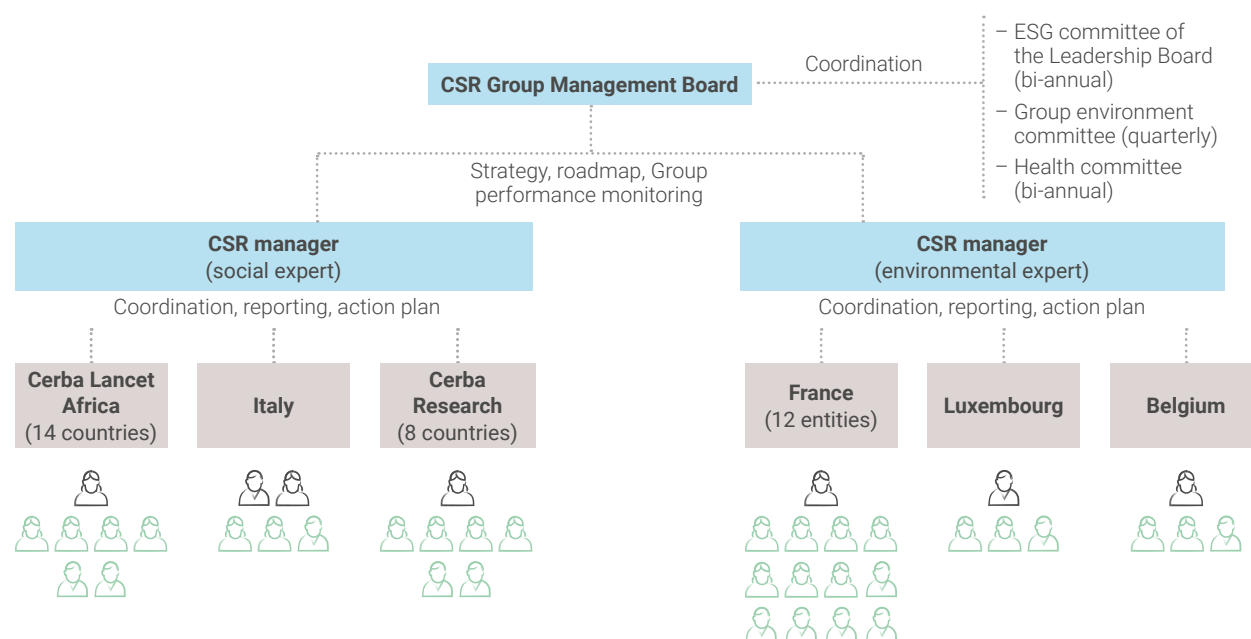 CSR Group Management Board
Coordination
– ESG committee of
the Leadership Board
(bi-annual)
– Group environment
committee (quarterly)
– Health committee
(bi-annual)
Strategy, roadmap, Group
performance monitoring
CSR manager
(social expert)
Coordination, reporting, action plan
CSR manager
(environmental expert)
Coordination, reporting, action plan
Cerba Lancet
Africa
(14 countries)
Italy
Cerba
Research
(8 countries)
France
(12 entities)
Luxembourg
Belgium